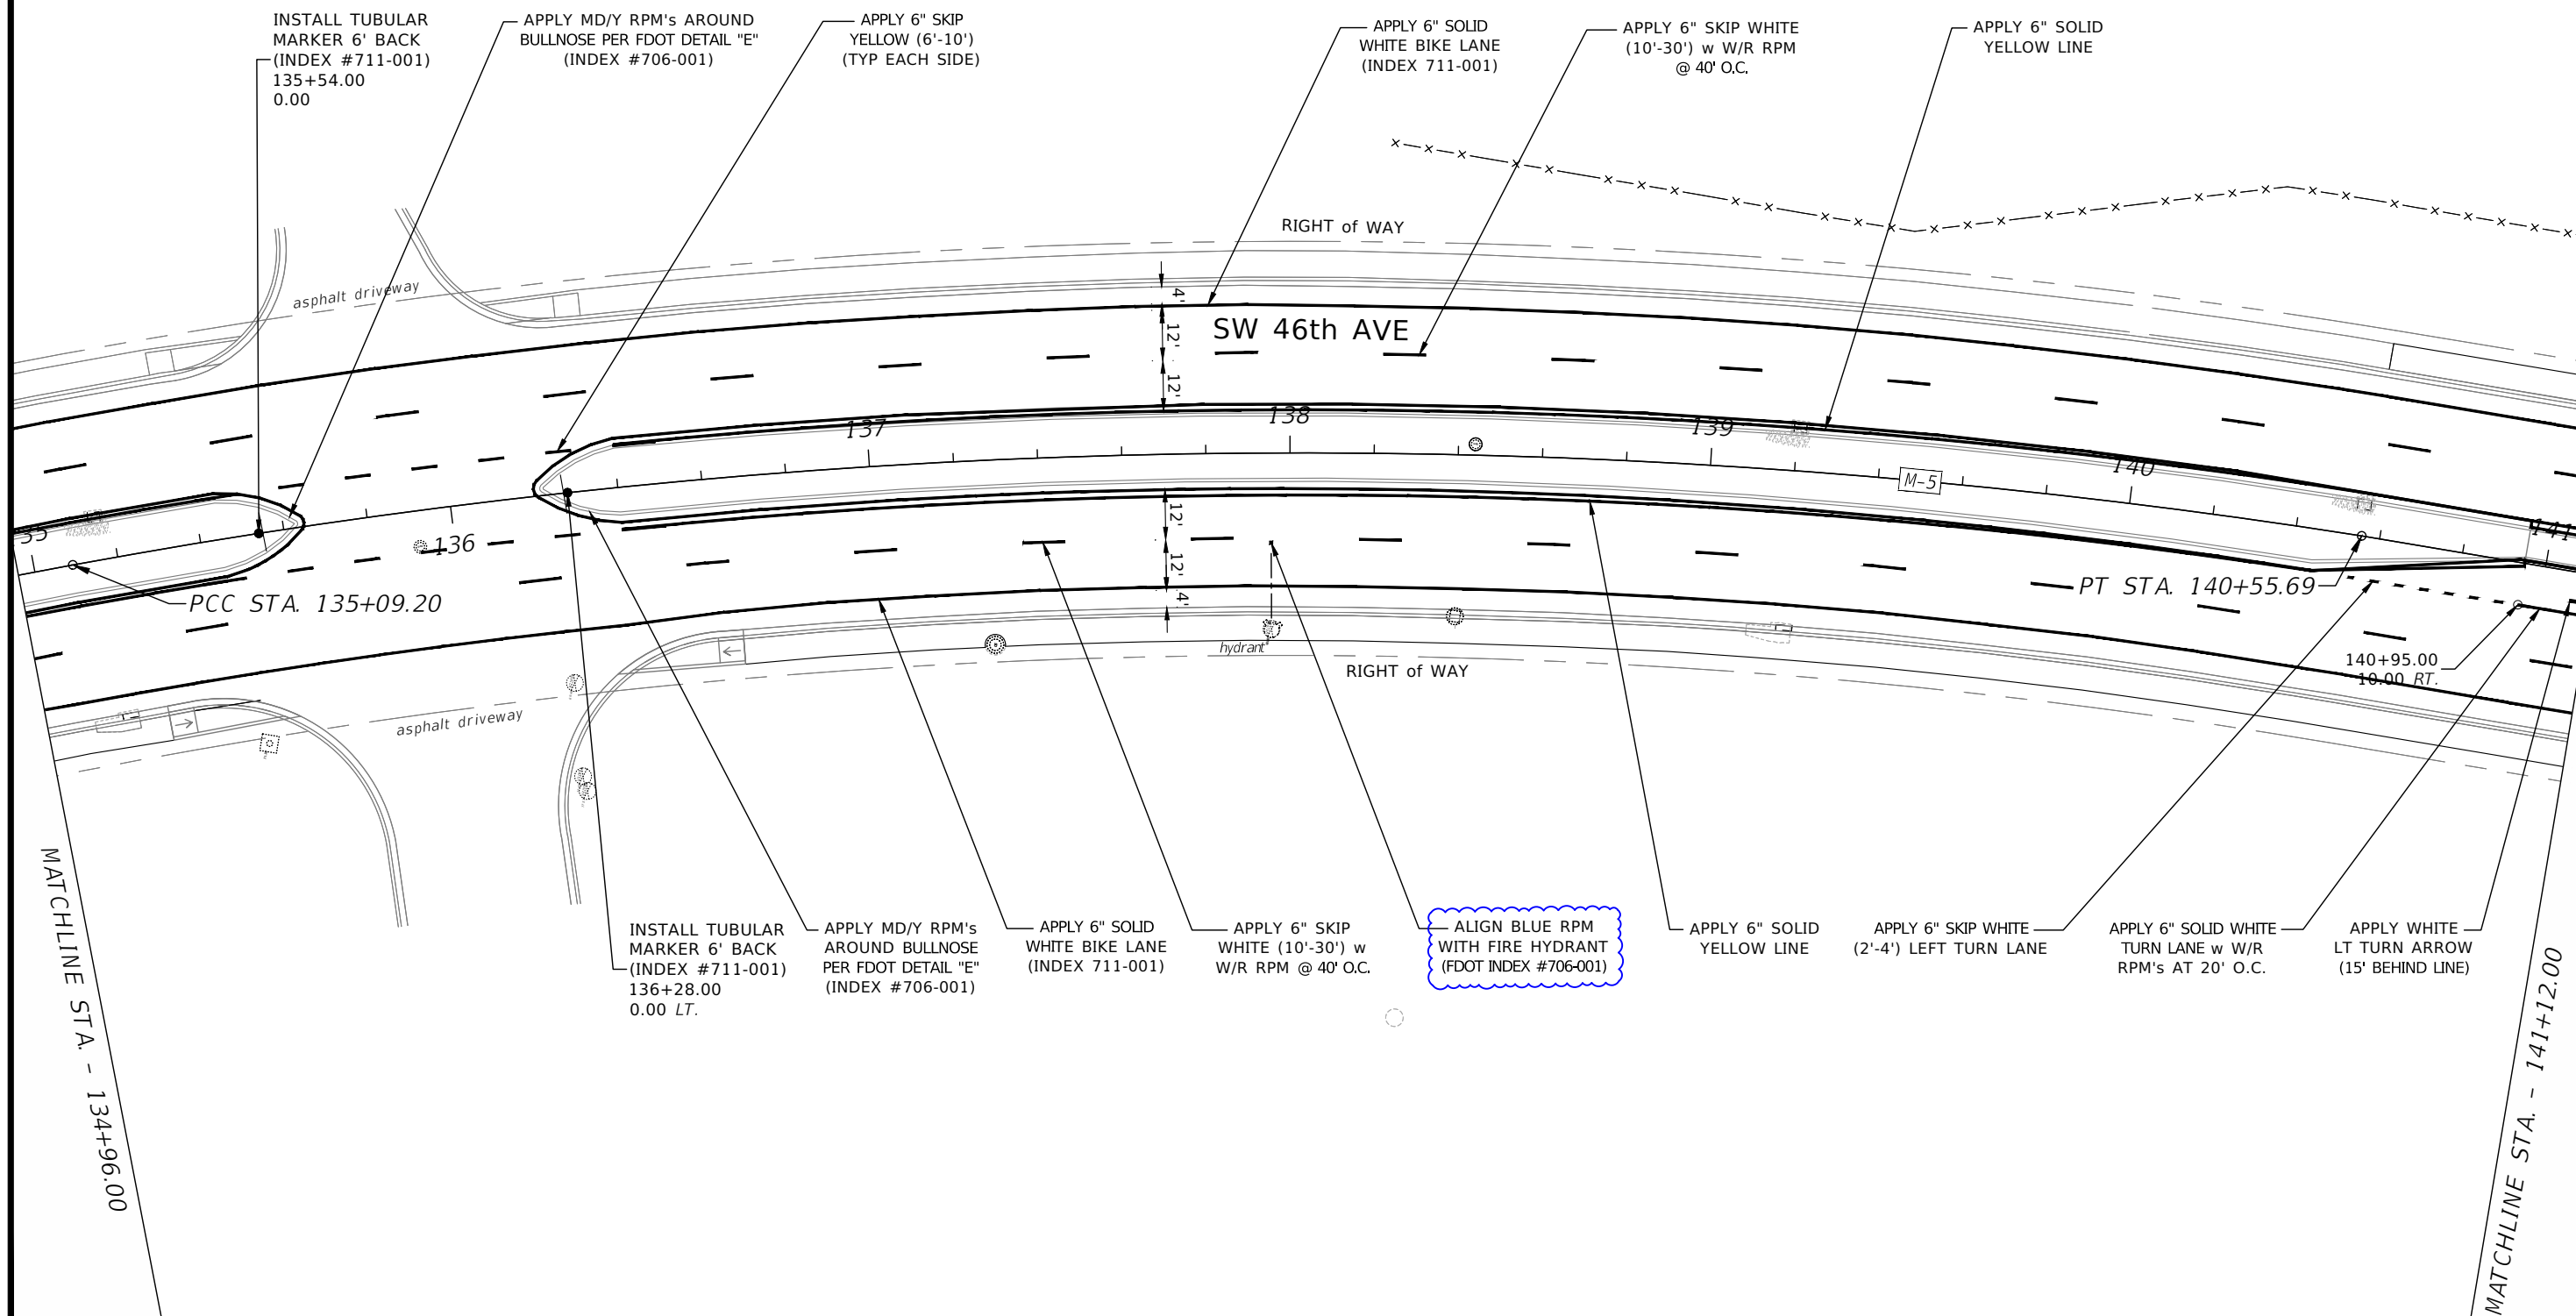 INSTALL TUBULAR
MARKER 6' BACK
(INDEX #711-001)
135+54.00
0.00
APPLY MD/Y RPM's AROUND
BULLNOSE PER FDOT DETAIL "E"
(INDEX #706-001)
APPLY 6" SKIP
YELLOW (6'-10')
(TYP EACH SIDE)
APPLY 6" SOLID
WHITE BIKE LANE
(INDEX 711-001)
APPLY 6" SKIP WHITE
(10'-30') w W/R RPM
@ 40' O.C.
APPLY 6" SOLID
YELLOW LINE
RIGHT of WAY
asphalt driveway
4'
12'
12'
SW 46th AVE
137
138
139
140
141
M-5
136
PCC STA. 135+09.20
12'
12'
4'
PT STA. 140+55.69
hydrant
RIGHT of WAY
140+95.00
10.00 RT.
asphalt driveway
MATCHLINE STA. - 134+96.00
INSTALL TUBULAR
MARKER 6' BACK
(INDEX #711-001)
136+28.00
0.00 LT.
APPLY MD/Y RPM's
AROUND BULLNOSE
PER FDOT DETAIL "E"
(INDEX #706-001)
APPLY 6" SOLID
WHITE BIKE LANE
(INDEX 711-001)
APPLY 6" SKIP
WHITE (10'-30') w
W/R RPM @ 40' O.C.
ALIGN BLUE RPM
WITH FIRE HYDRANT
(FDOT INDEX #706-001)
APPLY 6" SOLID
YELLOW LINE
APPLY 6" SKIP WHITE
(2'-4') LEFT TURN LANE
APPLY 6" SOLID WHITE
TURN LANE w W/R
RPM's AT 20' O.C.
APPLY WHITE
LT TURN ARROW
(15' BEHIND LINE)
MATCHLINE STA. - 141+12.00